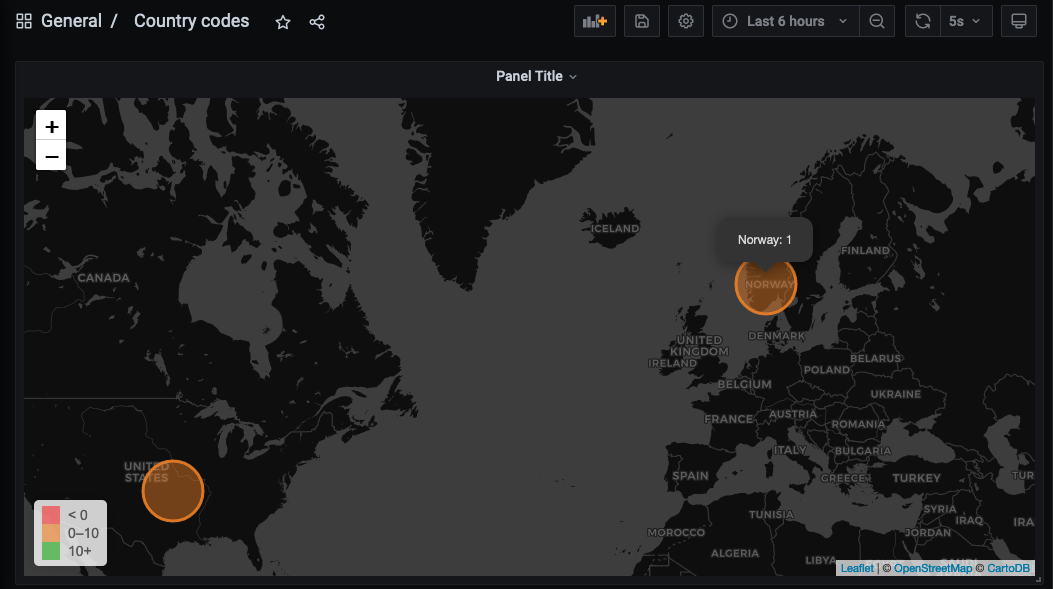 General / Country codes
Last 6 hours
5s
Panel Title
+
−
ICELAND
Norway: 1
FINLAND
CANADA
NORWAY
DENMARK
UNITED
KINGDOM
IRELAND
BELARUS
POLAND
BELGIUM
UKRAINE
FRANCE
AUSTRIA
ROMANIA
ITALY
BULGARIA
UNITED
STATES
SPAIN
GREECE
TURKEY
TUR
SYRIA
TUNISIA
IRAQ
IRA
MOROCCO
JORDAN
ALGERIA
LIBYA
< 0
0–10
10+
Leaflet | © OpenStreetMap © CartoDB